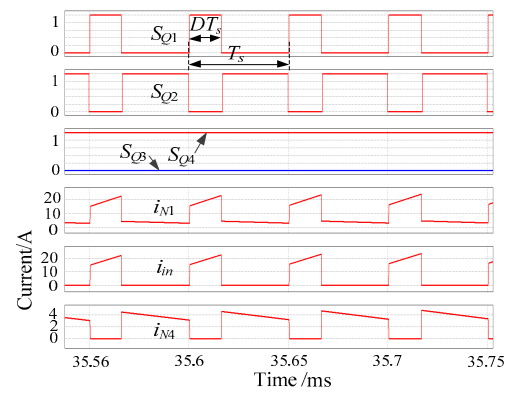 1
0
S_Q1
DT_s
T_s
1
0
S_Q2
1
0
S_Q3
S_Q4
20
10
0
i_N1
20
10
0
i_in
4
2
0
i_N4
Current/A
35.56 35.6 35.65 35.7 35.75
Time /ms